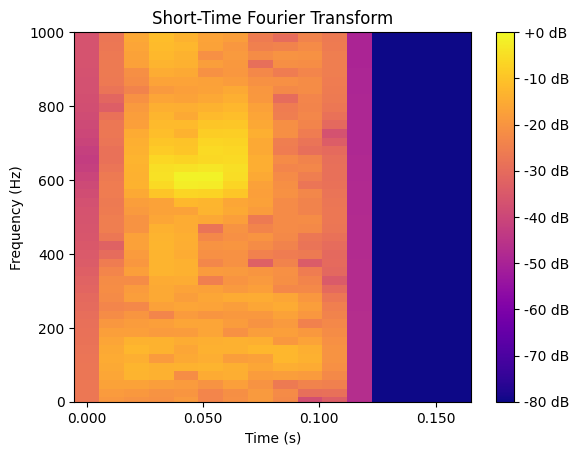 Short-Time Fourier Transform
Frequency (Hz)
1000
800
600
400
200
0
0.000
0.050
0.100
0.150
Time (s)
+0 dB
-10 dB
-20 dB
-30 dB
-40 dB
-50 dB
-60 dB
-70 dB
-80 dB